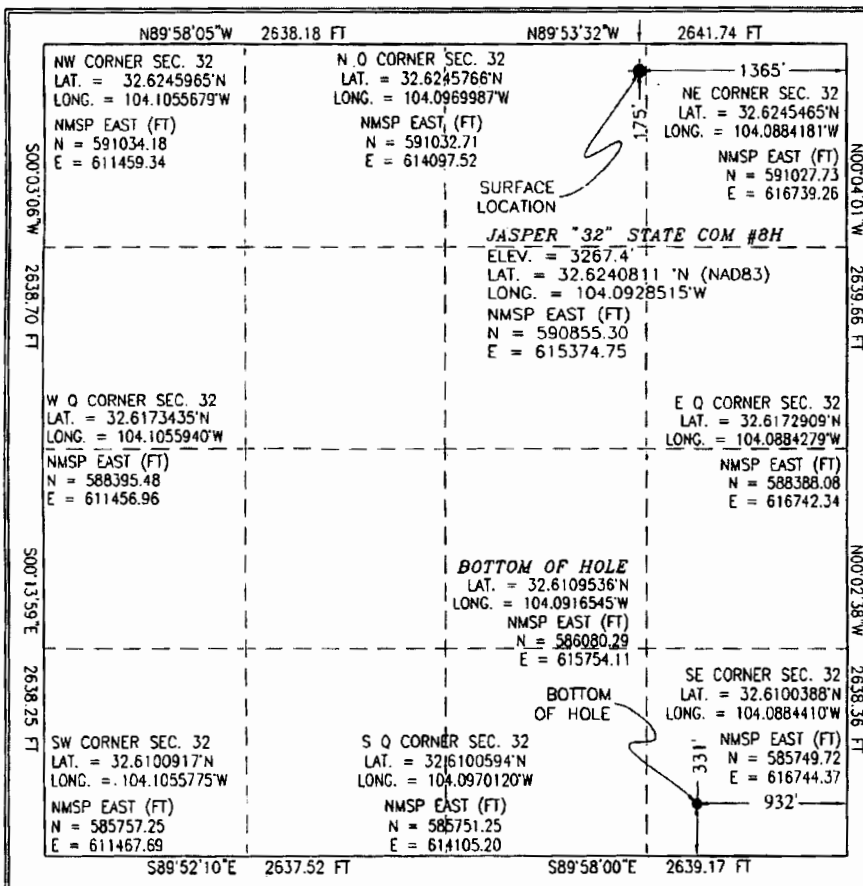 N89°58'05"W 2638.18 FT N89°53'32"W 2641.74 FT
NW CORNER SEC. 32
LAT. = 32.6245965'N
LONG. = 104.1055679'W
NMSP EAST (FT)
N = 591034.18
E = 611459.34
N Q CORNER SEC. 32
LAT. = 32.6245766'N
LONG. = 104.0969987'W
NMSP EAST (FT)
N = 591032.71
E = 614097.52
1365'
175'
NE CORNER SEC. 32
LAT. = 32.6245465'N
LONG. = 104.0884181'W
NMSP EAST (FT)
N = 591027.73
E = 616739.26
SURFACE
LOCATION
S00°03'06"W
N00°04'01"W
JASPER "32" STATE COM #8H
ELEV. = 3267.4'
LAT. = 32.6240811 'N (NAD83)
LONG. = 104.0928515'W
NMSP EAST (FT)
N = 590855.30
E = 615374.75
2638.70 FT
2639.66 FT
W Q CORNER SEC. 32
LAT. = 32.6173435'N
LONG. = 104.1055940'W
NMSP EAST (FT)
N = 588395.48
E = 611456.96
E Q CORNER SEC. 32
LAT. = 32.6172909'N
LONG. = 104.0884279'W
NMSP EAST (FT)
N = 588388.08
E = 616742.34
S00°13'59"E
N00°02'38"W
BOTTOM OF HOLE
LAT. = 32.6109536'N
LONG. = 104.0916545'W
NMSP EAST (FT)
N = 586080.29
E = 615754.11
2638.25 FT
2638.36 FT
BOTTOM
OF HOLE
SE CORNER SEC. 32
LAT. = 32.6100388'N
LONG. = 104.0884410'W
NMSP EAST (FT)
N = 585749.72
E = 616744.37
331'
932'
SW CORNER SEC. 32
LAT. = 32.6100917'N
LONG. = 104.1055775'W
NMSP EAST (FT)
N = 585757.25
E = 611467.69
S Q CORNER SEC. 32
LAT. = 32.6100594'N
LONG. = 104.0970120'W
NMSP EAST (FT)
N = 585751.25
E = 614105.20
S89°52'10"E 2637.52 FT S89°58'00"E 2639.17 FT